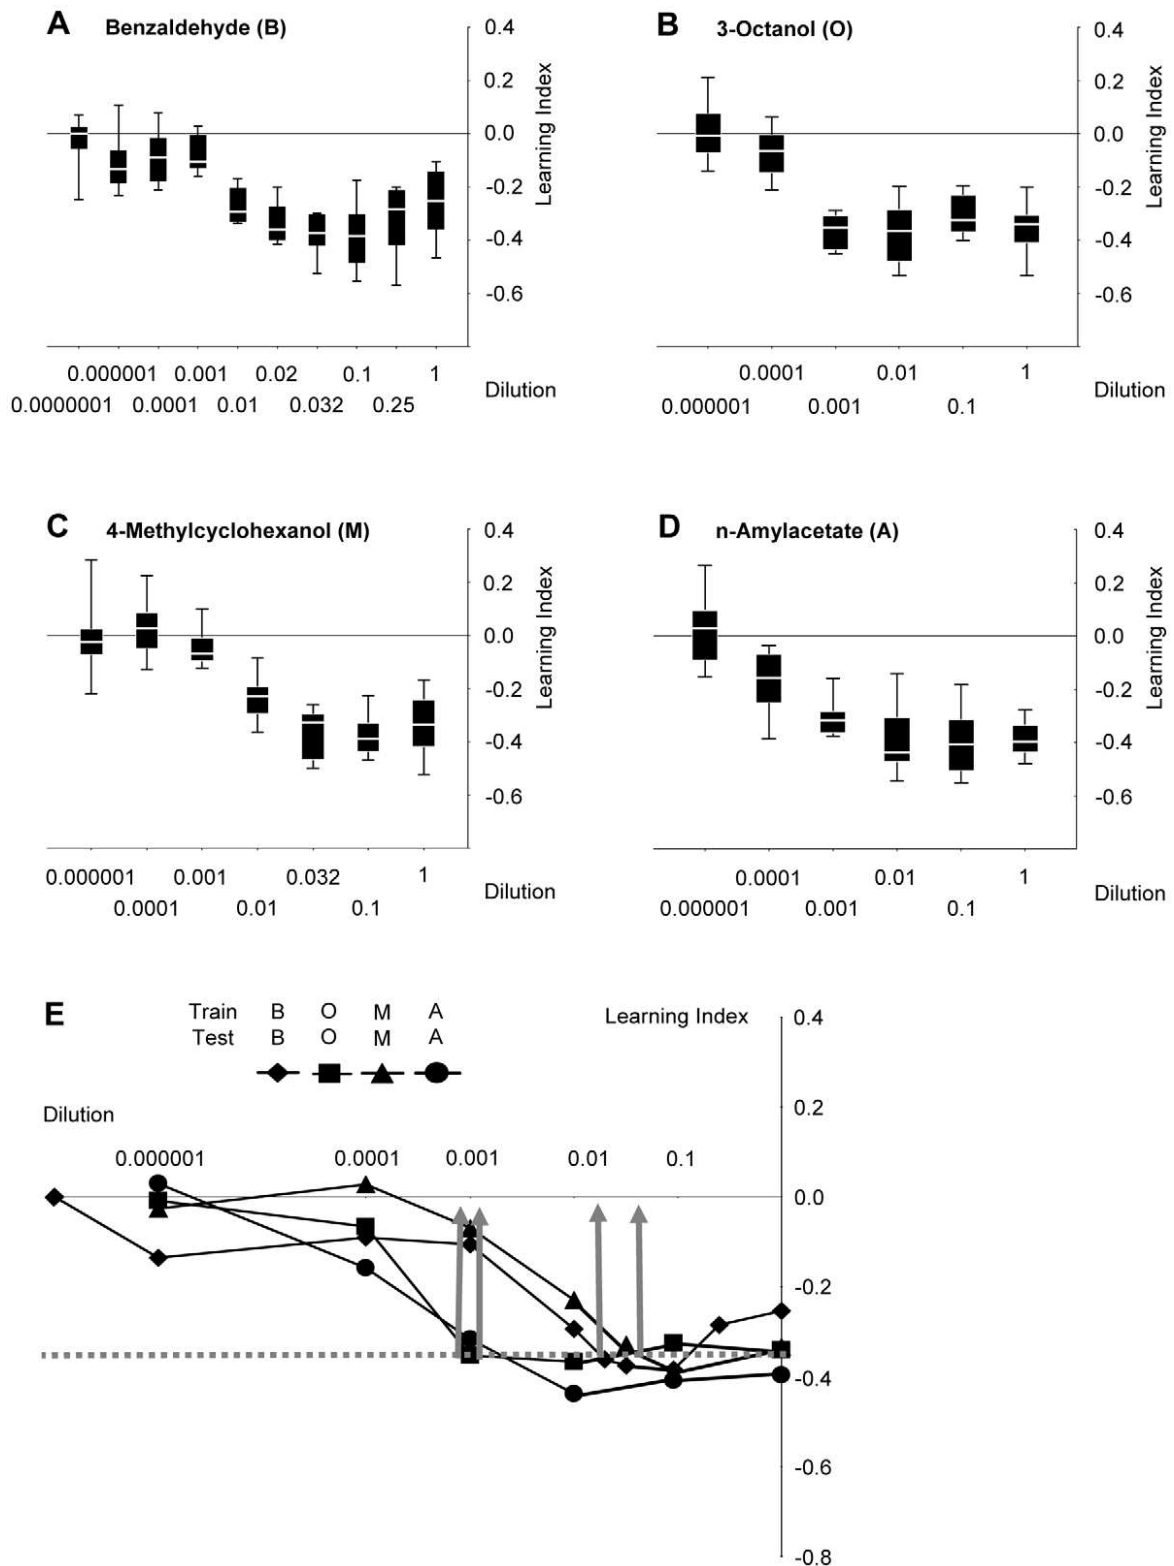 A Benzaldehyde (B)
0.4
0.2
0.0
-0.2
-0.4
-0.6
Learning Index
0.000001 0.001 0.02 0.1 1
0.0000001 0.0001 0.01 0.032 0.25
Dilution
B 3-Octanol (O)
0.4
0.2
0.0
-0.2
-0.4
-0.6
Learning Index
0.0001 0.01 1
0.000001 0.001 0.1
Dilution
C 4-Methylcyclohexanol (M)
0.4
0.2
0.0
-0.2
-0.4
-0.6
Learning Index
0.000001 0.001 0.032 1
0.0001 0.01 0.1
Dilution
D n-Amylacetate (A)
0.4
0.2
0.0
-0.2
-0.4
-0.6
Learning Index
0.0001 0.01 1
0.000001 0.001 0.1
Dilution
E
Train B O M A
Test B O M A
Learning Index
Dilution
0.000001 0.0001 0.001 0.01 0.1
0.4
0.2
0.0
-0.2
-0.4
-0.6
-0.8